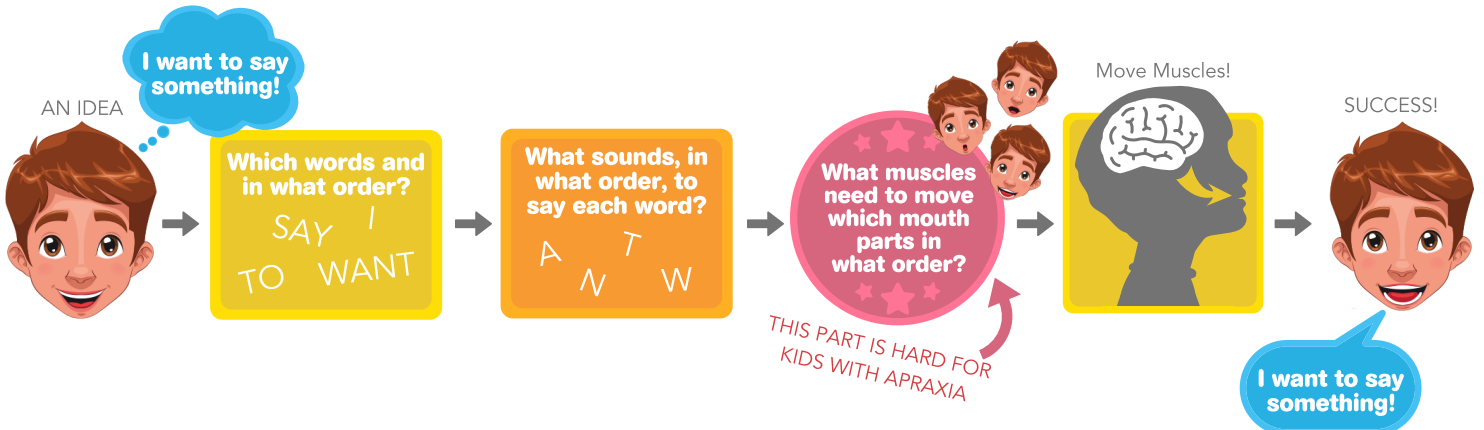 I want to say
something!
AN IDEA
Which words and
in what order?
SAY I
TO WANT
What sounds, in
what order, to
say each word?
A T
N W
What muscles
need to move
which mouth
parts in
what order?
THIS PART IS HARD FOR
KIDS WITH APRAXIA
Move Muscles!
SUCCESS!
I want to say
something!